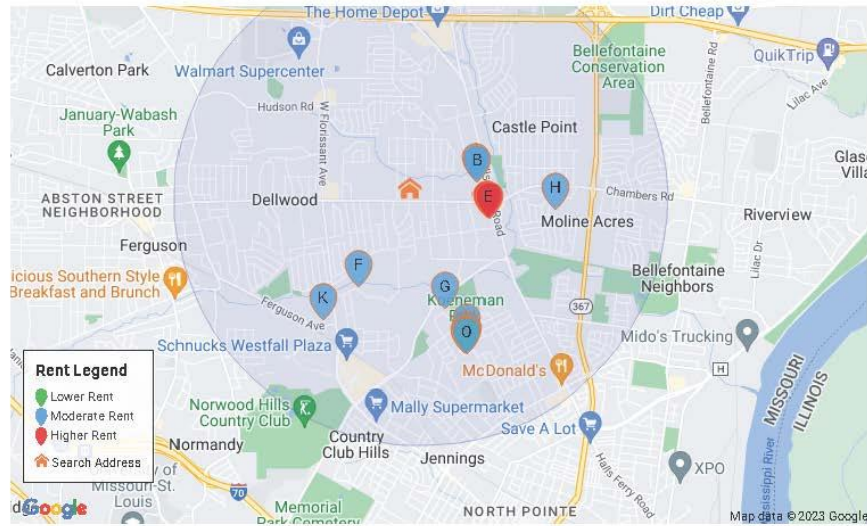 The Home Depot
Dirt Cheap
Calverton Park
Walmart Supercenter
Bellefontaine
Conservation
Area
Bellefontaine Rd
QuikTrip
Lilac Ave
Hudson Rd
W Florissant Ave
January-Wabash
Park
Castle Point
B
H
E
Road
Chambers Rd
ABSTON STREET
NEIGHBORHOOD
Dellwood
Moline Acres
Riverview
Ferguson
Lilac Dr
icious Southern Style
Breakfast and Brunch
F
K
G
O
Ferguson Ave
Bellefontaine
Neighbors
367
Schnucks Westfall Plaza
Mido's Trucking
McDonald's
H
MISSOURI
ILLINOIS
Rent Legend
Lower Rent
Moderate Rent
Higher Rent
Search Address
Norwood Hills
Country Club
Mally Supermarket
Save A Lot
Normandy
Country
Club Hills
Jennings
Halls Ferry Road
XPO
y of
Missouri-St.
Louis
70
Memorial
Park Cemetery
NORTH POINTE
Google
Map data ©2023 Google